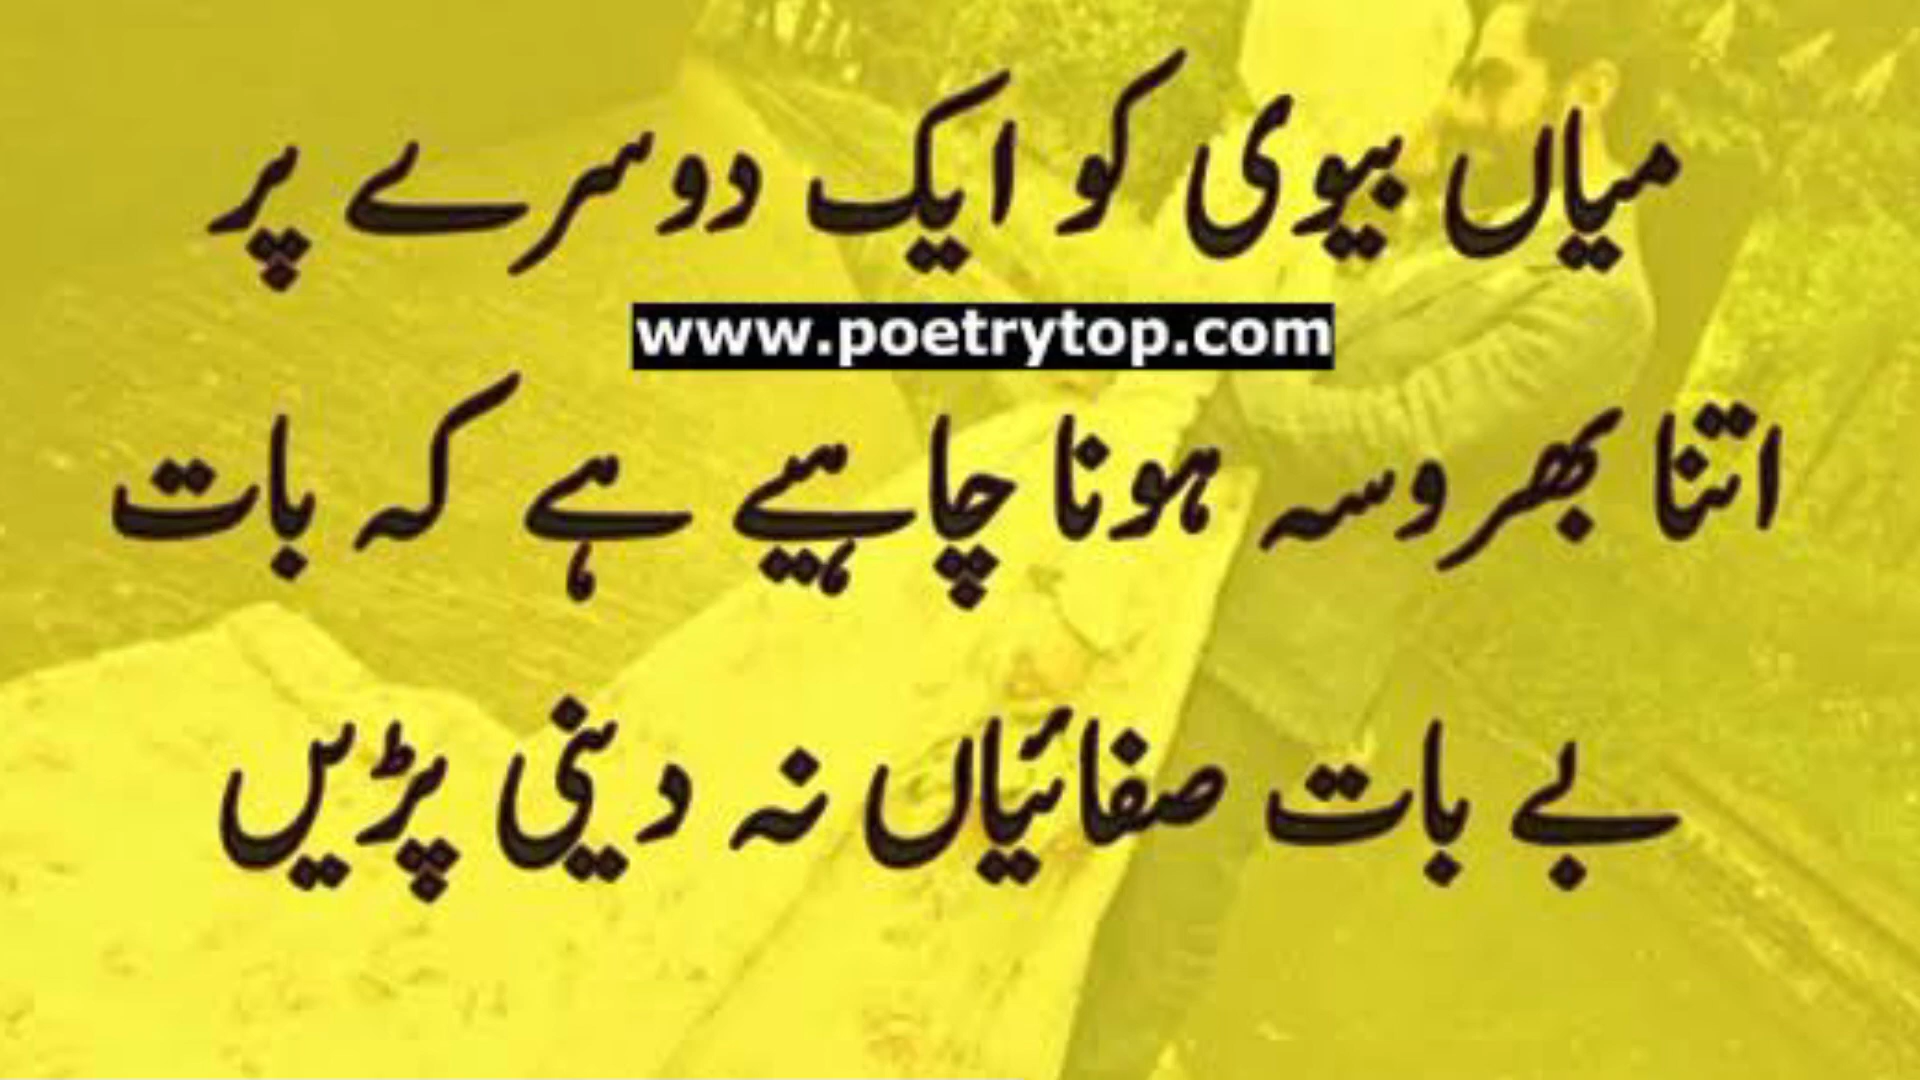 میاں بیوی کو ایک دوسرے پر
www.poetrytop.com
اتنا بھروسہ ہونا چاہیے ہے کہ بات
بے بات صفائیاں نہ دینی پڑیں